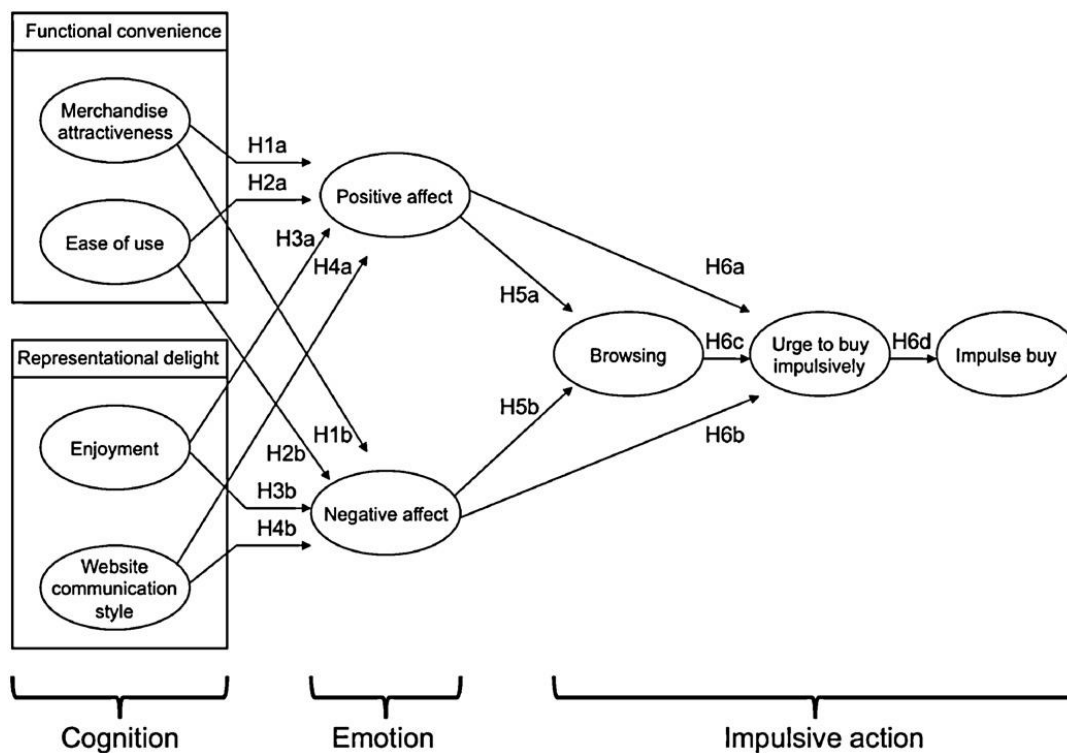 Functional convenience
Merchandise
attractiveness
Ease of use
Representational delight
Enjoyment
Website
communication
style
H1a
H2a
H3a
H4a
H1b
H2b
H3b
H4b
Positive affect
Negative affect
H5a
H5b
H6a
H6b
Browsing
H6c
Urge to buy
impulsively
H6d
Impulse buy
Cognition
Emotion
Impulsive action